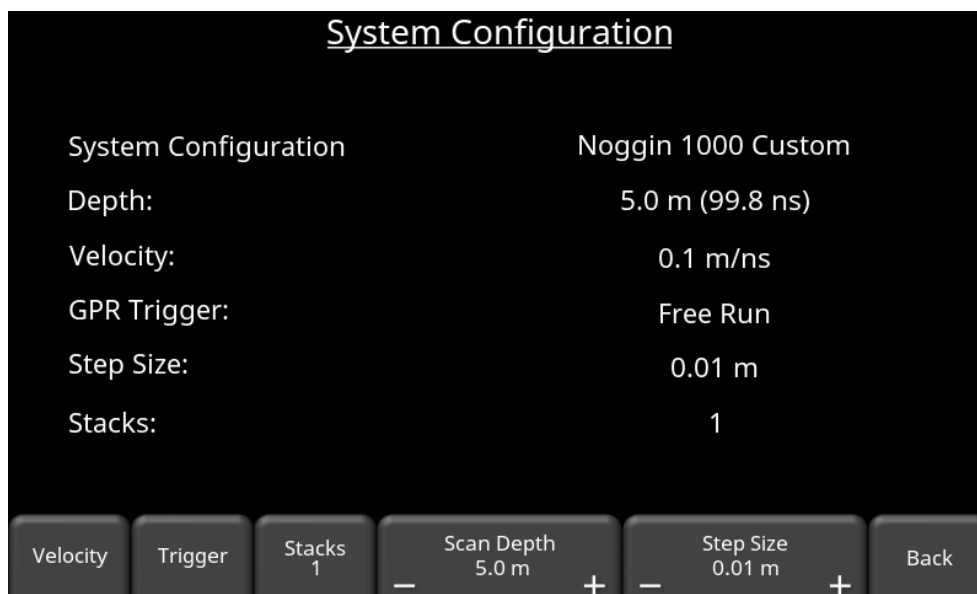 System Configuration
System Configuration Noggin 1000 Custom
Depth: 5.0 m (99.8 ns)
Velocity: 0.1 m/ns
GPR Trigger: Free Run
Step Size: 0.01 m
Stacks: 1
Velocity
Trigger
Stacks
1
Scan Depth
− 5.0 m +
Step Size
− 0.01 m +
Back